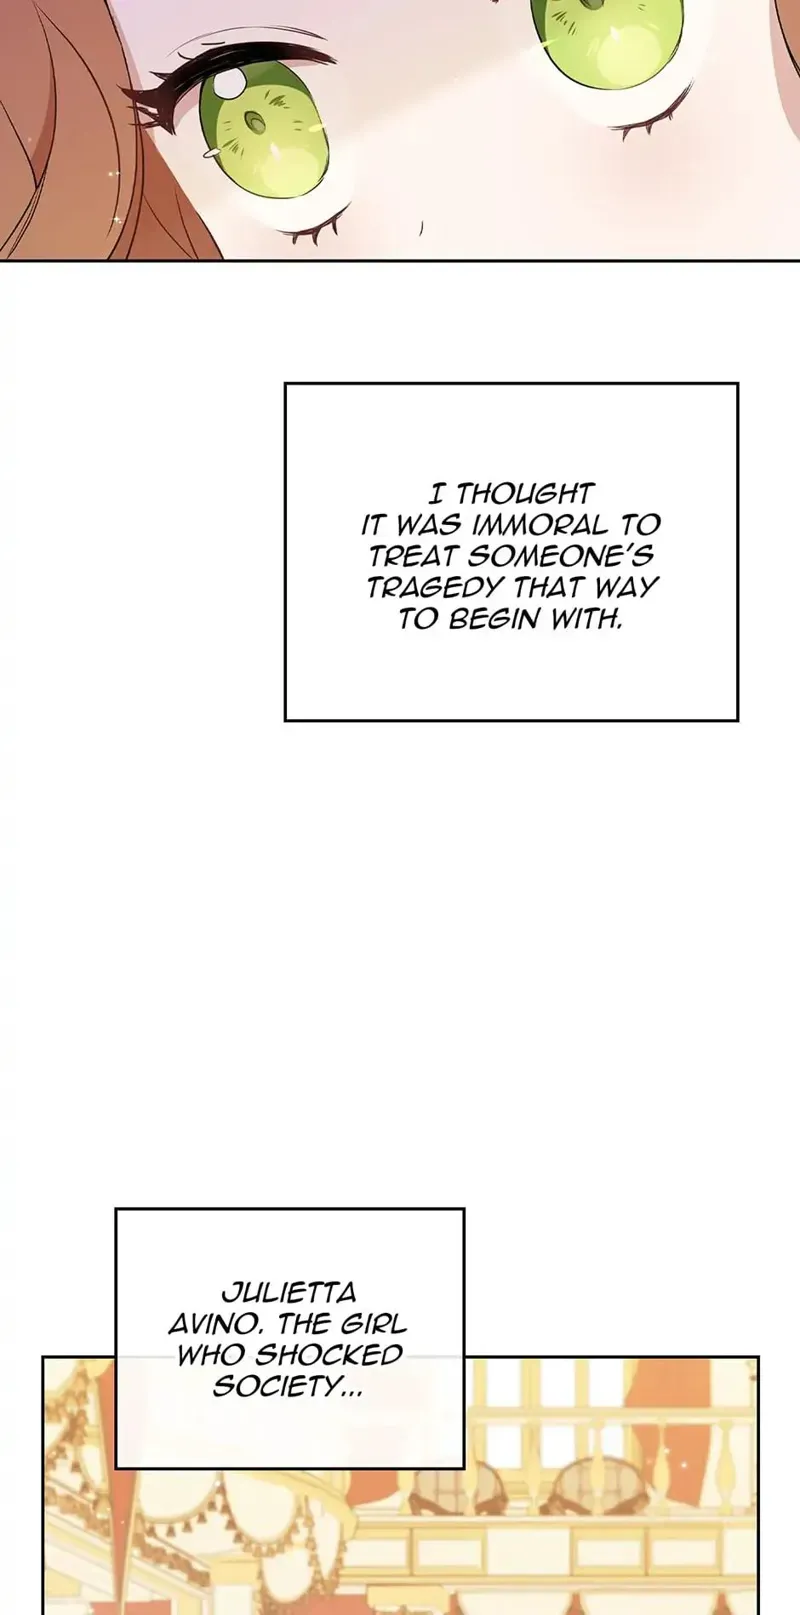 I THOUGHT
IT WAS IMMORAL TO
TREAT SOMEONE'S
TRAGEDY THAT WAY
TO BEGIN WITH.
JULIETTA
AVINO. THE GIRL
WHO SHOCKED
SOCIETY...